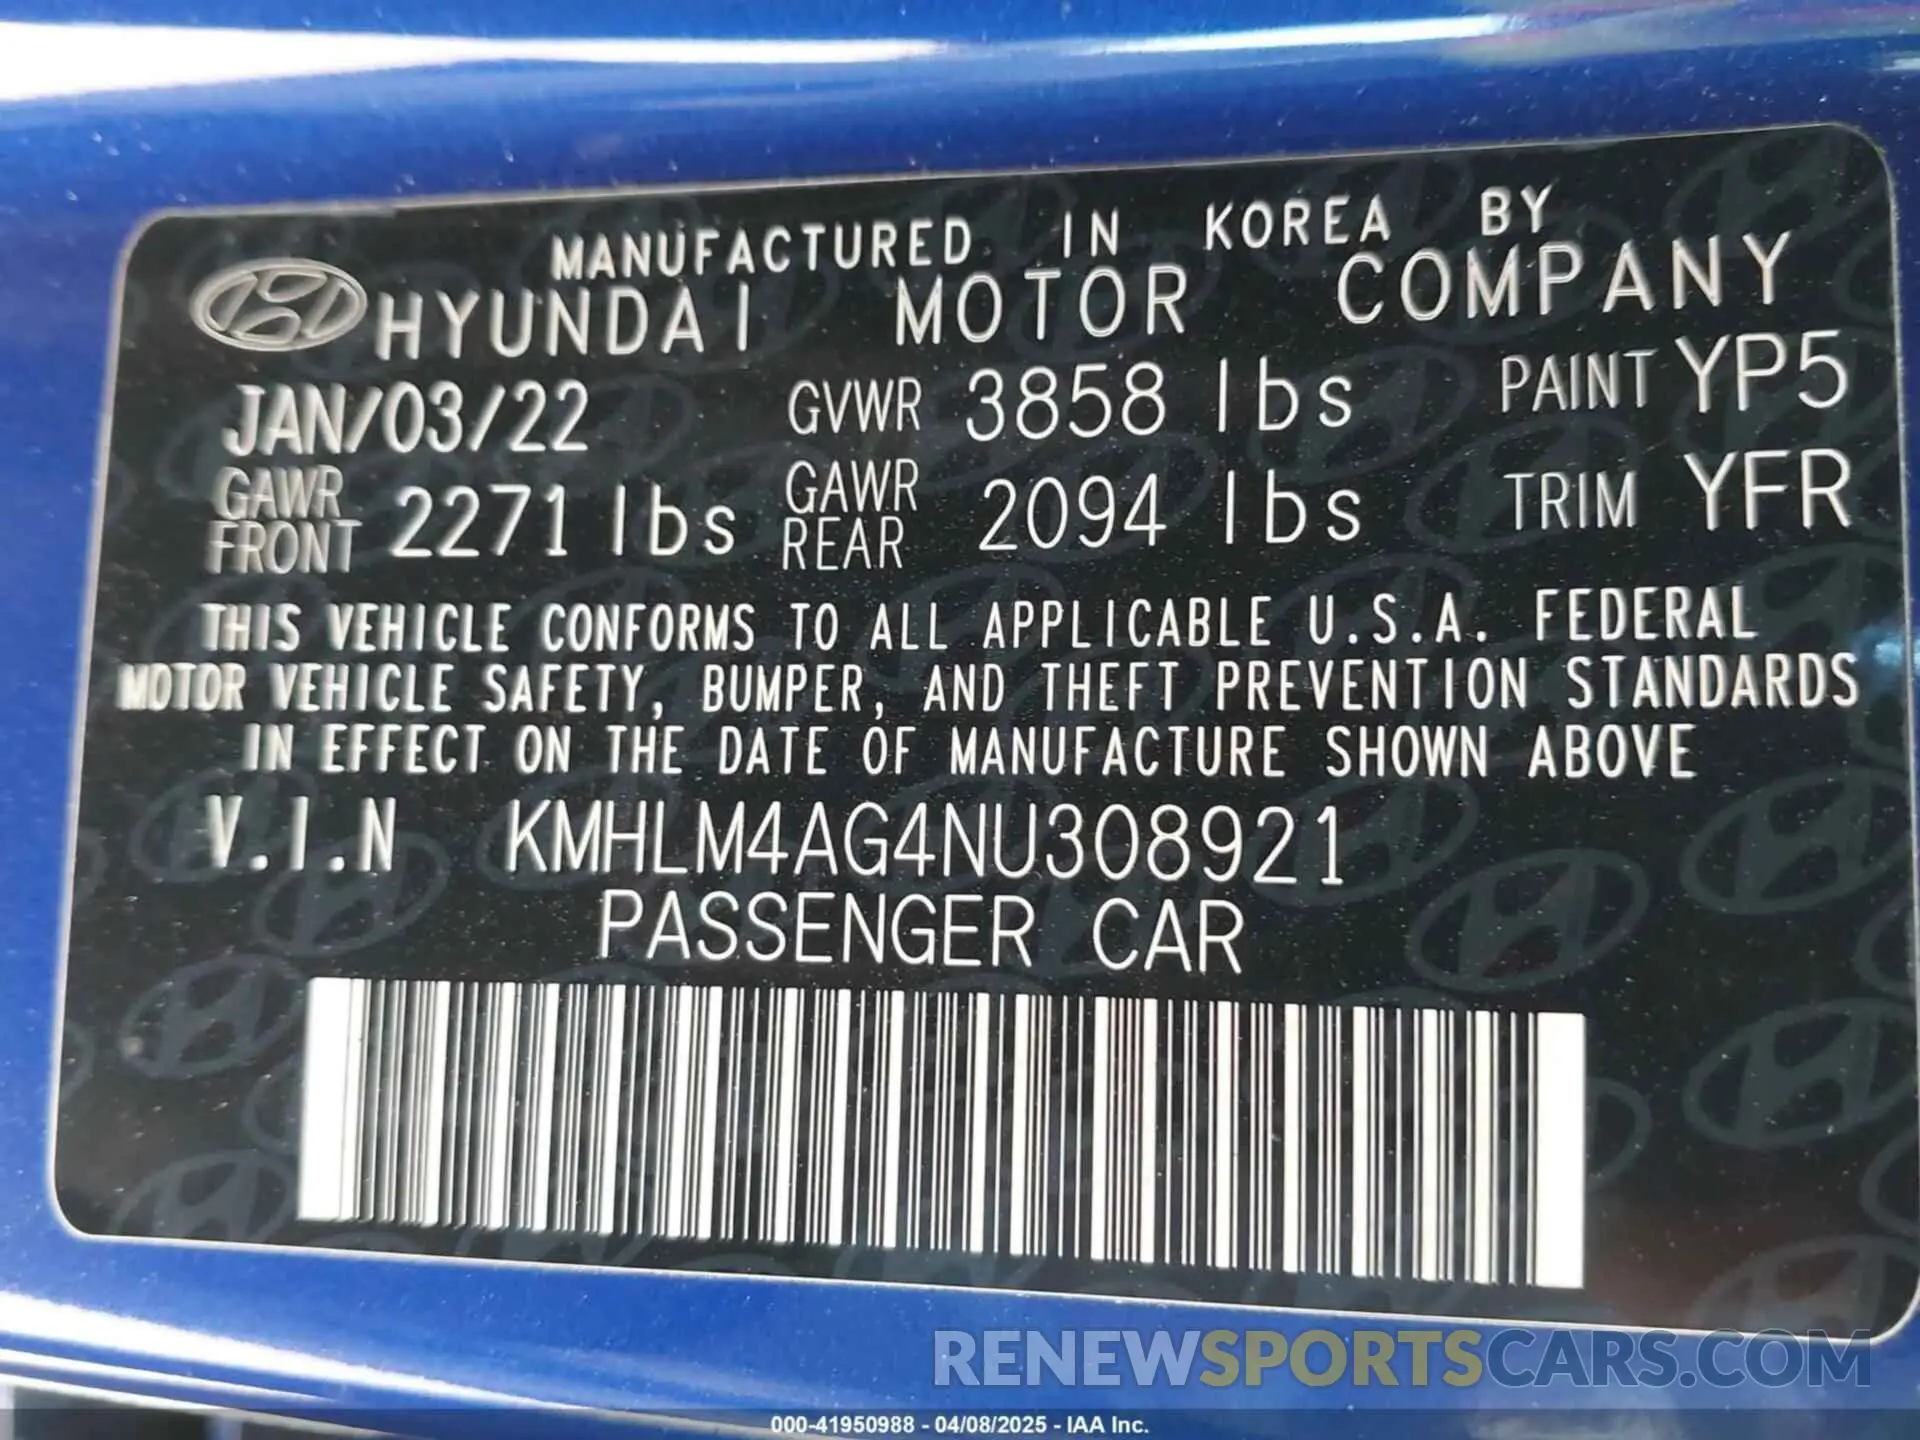 MANUFACTURED IN KOREA BY
HYUNDAI MOTOR COMPANY
JAN/03/22 GVWR 3858 lbs PAINT YP5
GAWR FRONT 2271 lbs GAWR REAR 2094 lbs TRIM YFR
THIS VEHICLE CONFORMS TO ALL APPLICABLE U.S.A. FEDERAL
MOTOR VEHICLE SAFETY, BUMPER, AND THEFT PREVENTION STANDARDS
IN EFFECT ON THE DATE OF MANUFACTURE SHOWN ABOVE
V.I.N KMHLM4AG4NU308921
PASSENGER CAR
RENEWSPORTSCARS.COM
000-41950988 - 04/08/2025 - IAA Inc.